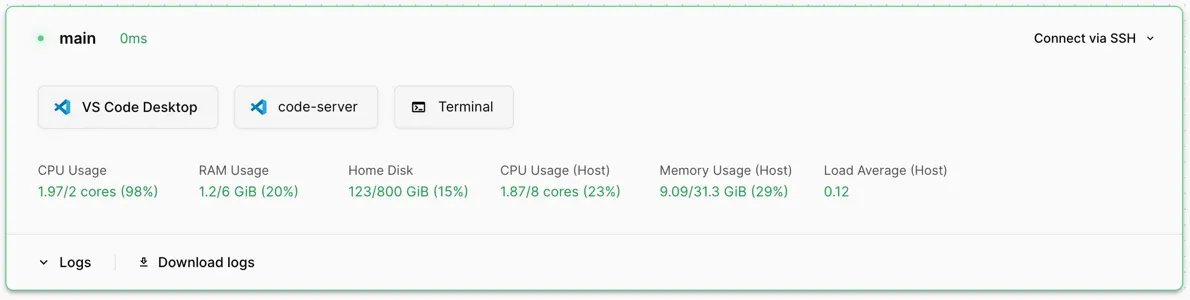 main 0ms Connect via SSH
VS Code Desktop code-server Terminal
CPU Usage RAM Usage Home Disk CPU Usage (Host) Memory Usage (Host) Load Average (Host)
1.97/2 cores (98%) 1.2/6 GiB (20%) 123/800 GiB (15%) 1.87/8 cores (23%) 9.09/31.3 GiB (29%) 0.12
Logs Download logs